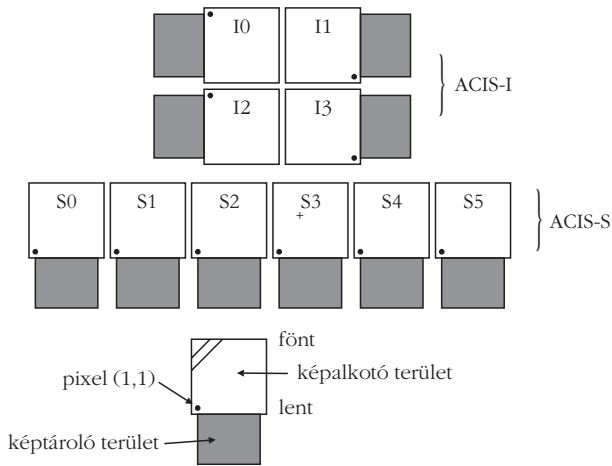 I0 I1
I2 I3
ACIS-I
S0 S1 S2 S3 S4 S5
+
ACIS-S
fönt
képalkotó terület
pixel (1,1)
lent
képtároló terület